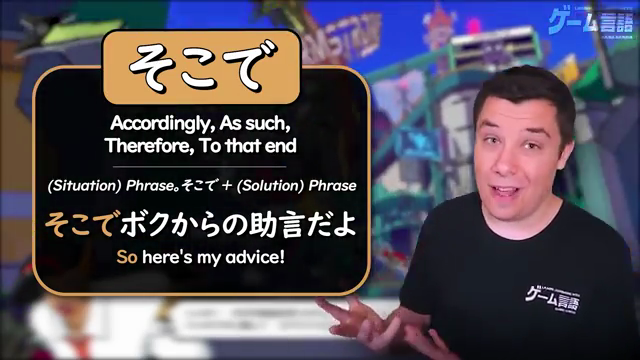 そこで
Accordingly, As such,
Therefore, To that end
(Situation) Phrase。そこで + (Solution) Phrase
そこでボクからの助言だよ
So here's my advice!
ゲーム言語
ゲーム言語